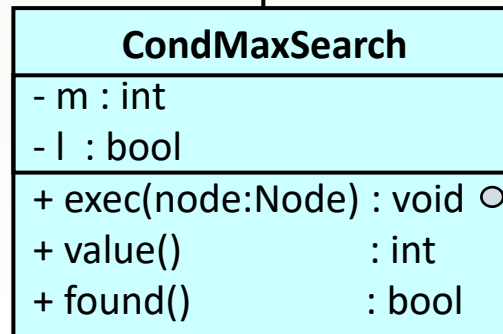 CondMaxSearch
- m : int
- l : bool
+ exec(node:Node) : void
+ value() : int
+ found() : bool